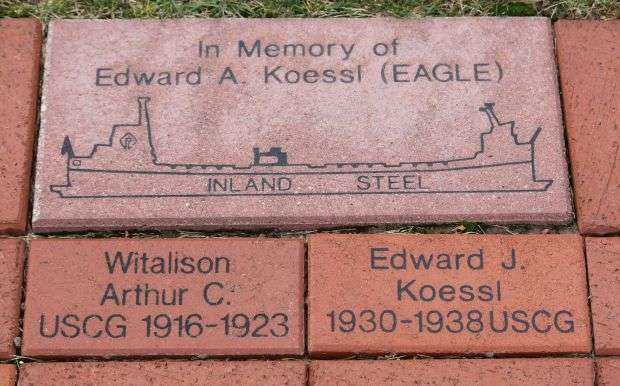 In Memory of
Edward A. Koessl (EAGLE)
INLAND STEEL
Witalison
Arthur C.
USCG 1916-1923
Edward J.
Koessl
1930-1938 USCG